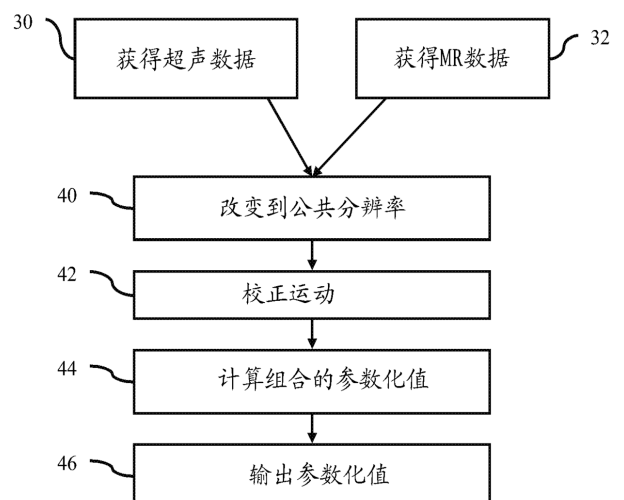 30
获得超声数据
获得MR数据
32
40
改变到公共分辨率
42
校正运动
44
计算组合的参数化值
46
输出参数化值